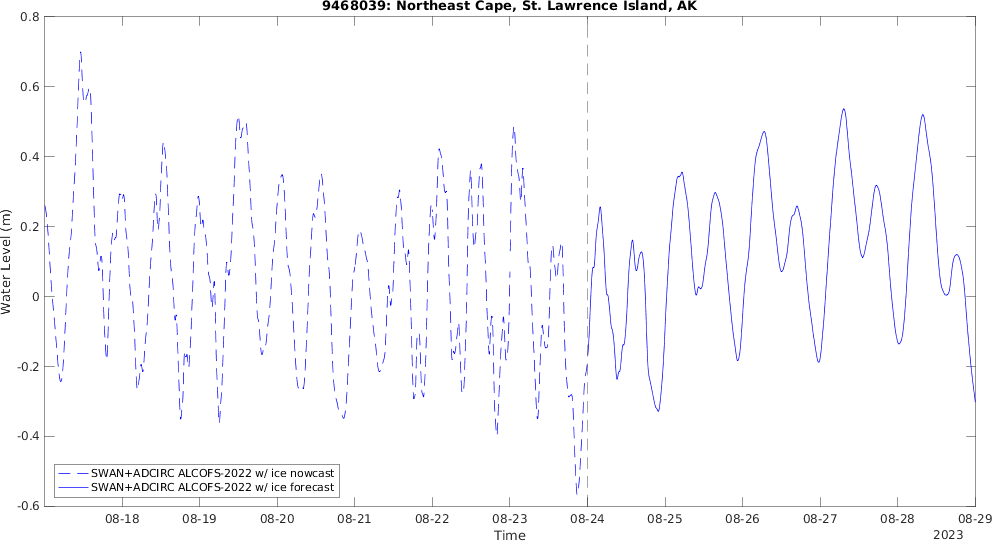 9468039: Northeast Cape, St. Lawrence Island, AK
0.8
0.6
0.4
0.2
0
-0.2
-0.4
-0.6
Water Level (m)
SWAN+ADCIRC ALCOFS-2022 w/ ice nowcast
SWAN+ADCIRC ALCOFS-2022 w/ ice forecast
08-18 08-19 08-20 08-21 08-22 08-23 08-24 08-25 08-26 08-27 08-28 08-29
Time
2023